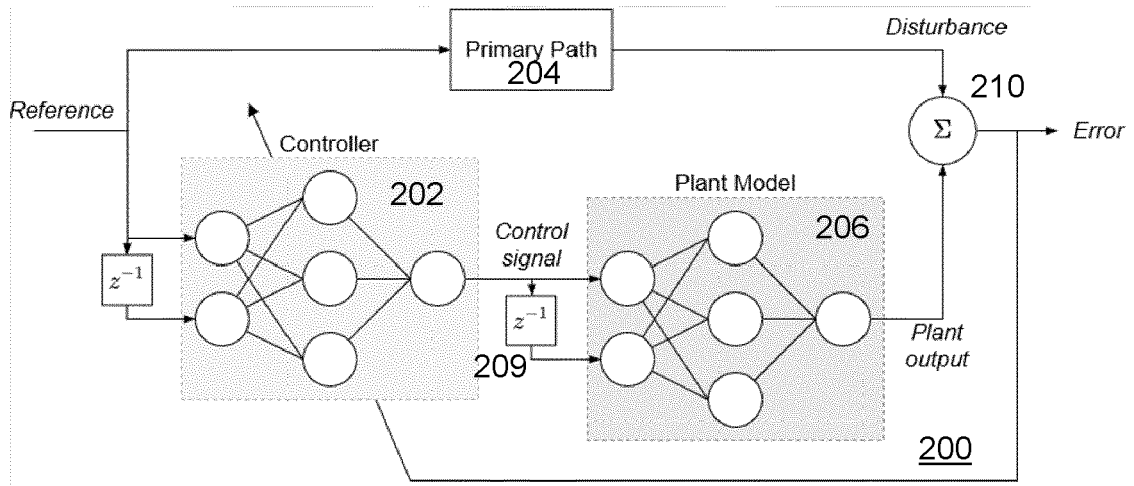 Disturbance
Primary Path
204
210
Reference
Σ
Error
Controller
202
Plant Model
206
Control
signal
z⁻¹
z⁻¹
209
Plant
output
200